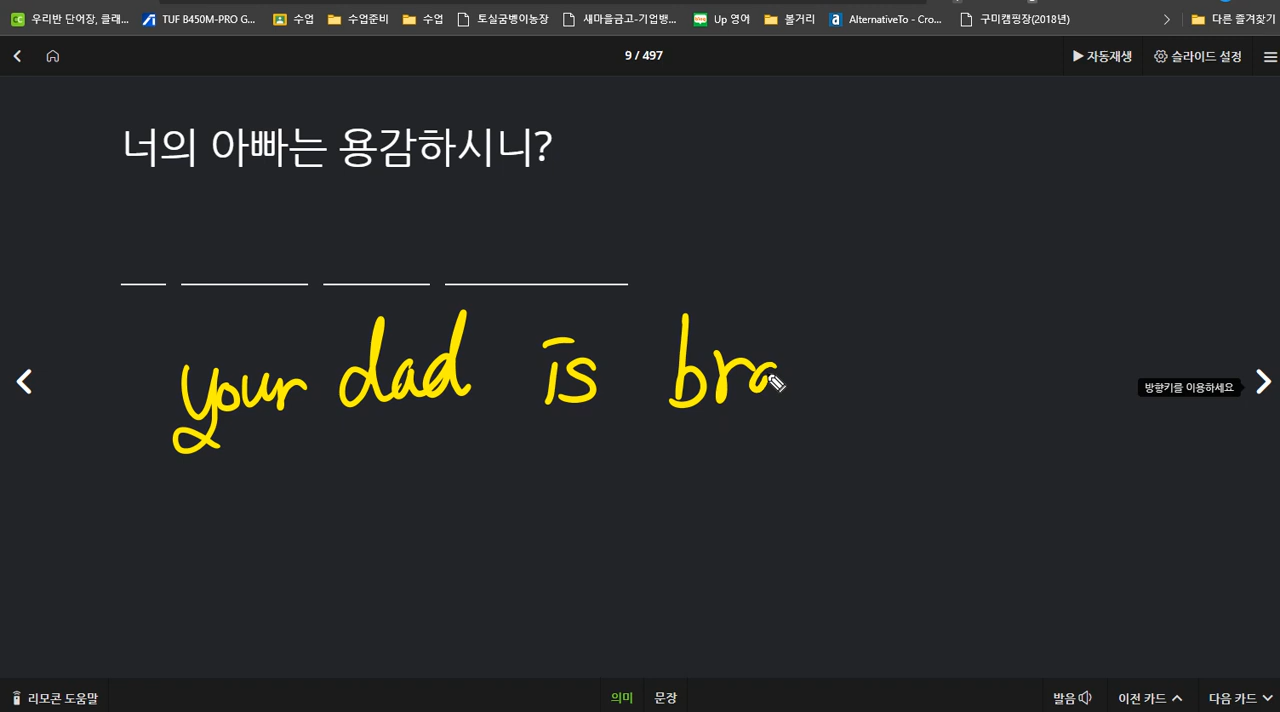 우리반 단어장, 클래... TUF B450M-PRO G... 수업 수업준비 수업 토실굼벵이농장 새마을금고-기업뱅... Up 영어 볼거리 AlternativeTo - Cro... 구미캠핑장(2018년) 다른 즐겨찾기
9 / 497 자동재생 슬라이드 설정
너의 아빠는 용감하시니?
your dad is bra
방향키를 이용하세요
리모콘 도움말 의미 문장 발음 이전 카드 다음 카드